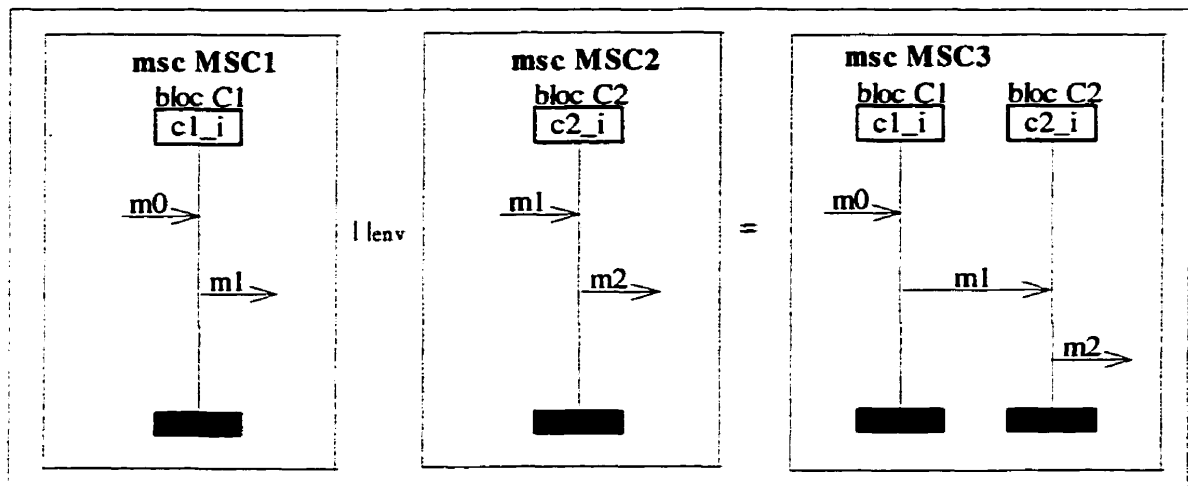 msc MSC1
bloc C1
c1_i
m0
m1
||env
msc MSC2
bloc C2
c2_i
m1
m2
=
msc MSC3
bloc C1 bloc C2
c1_i c2_i
m0
m1
m2